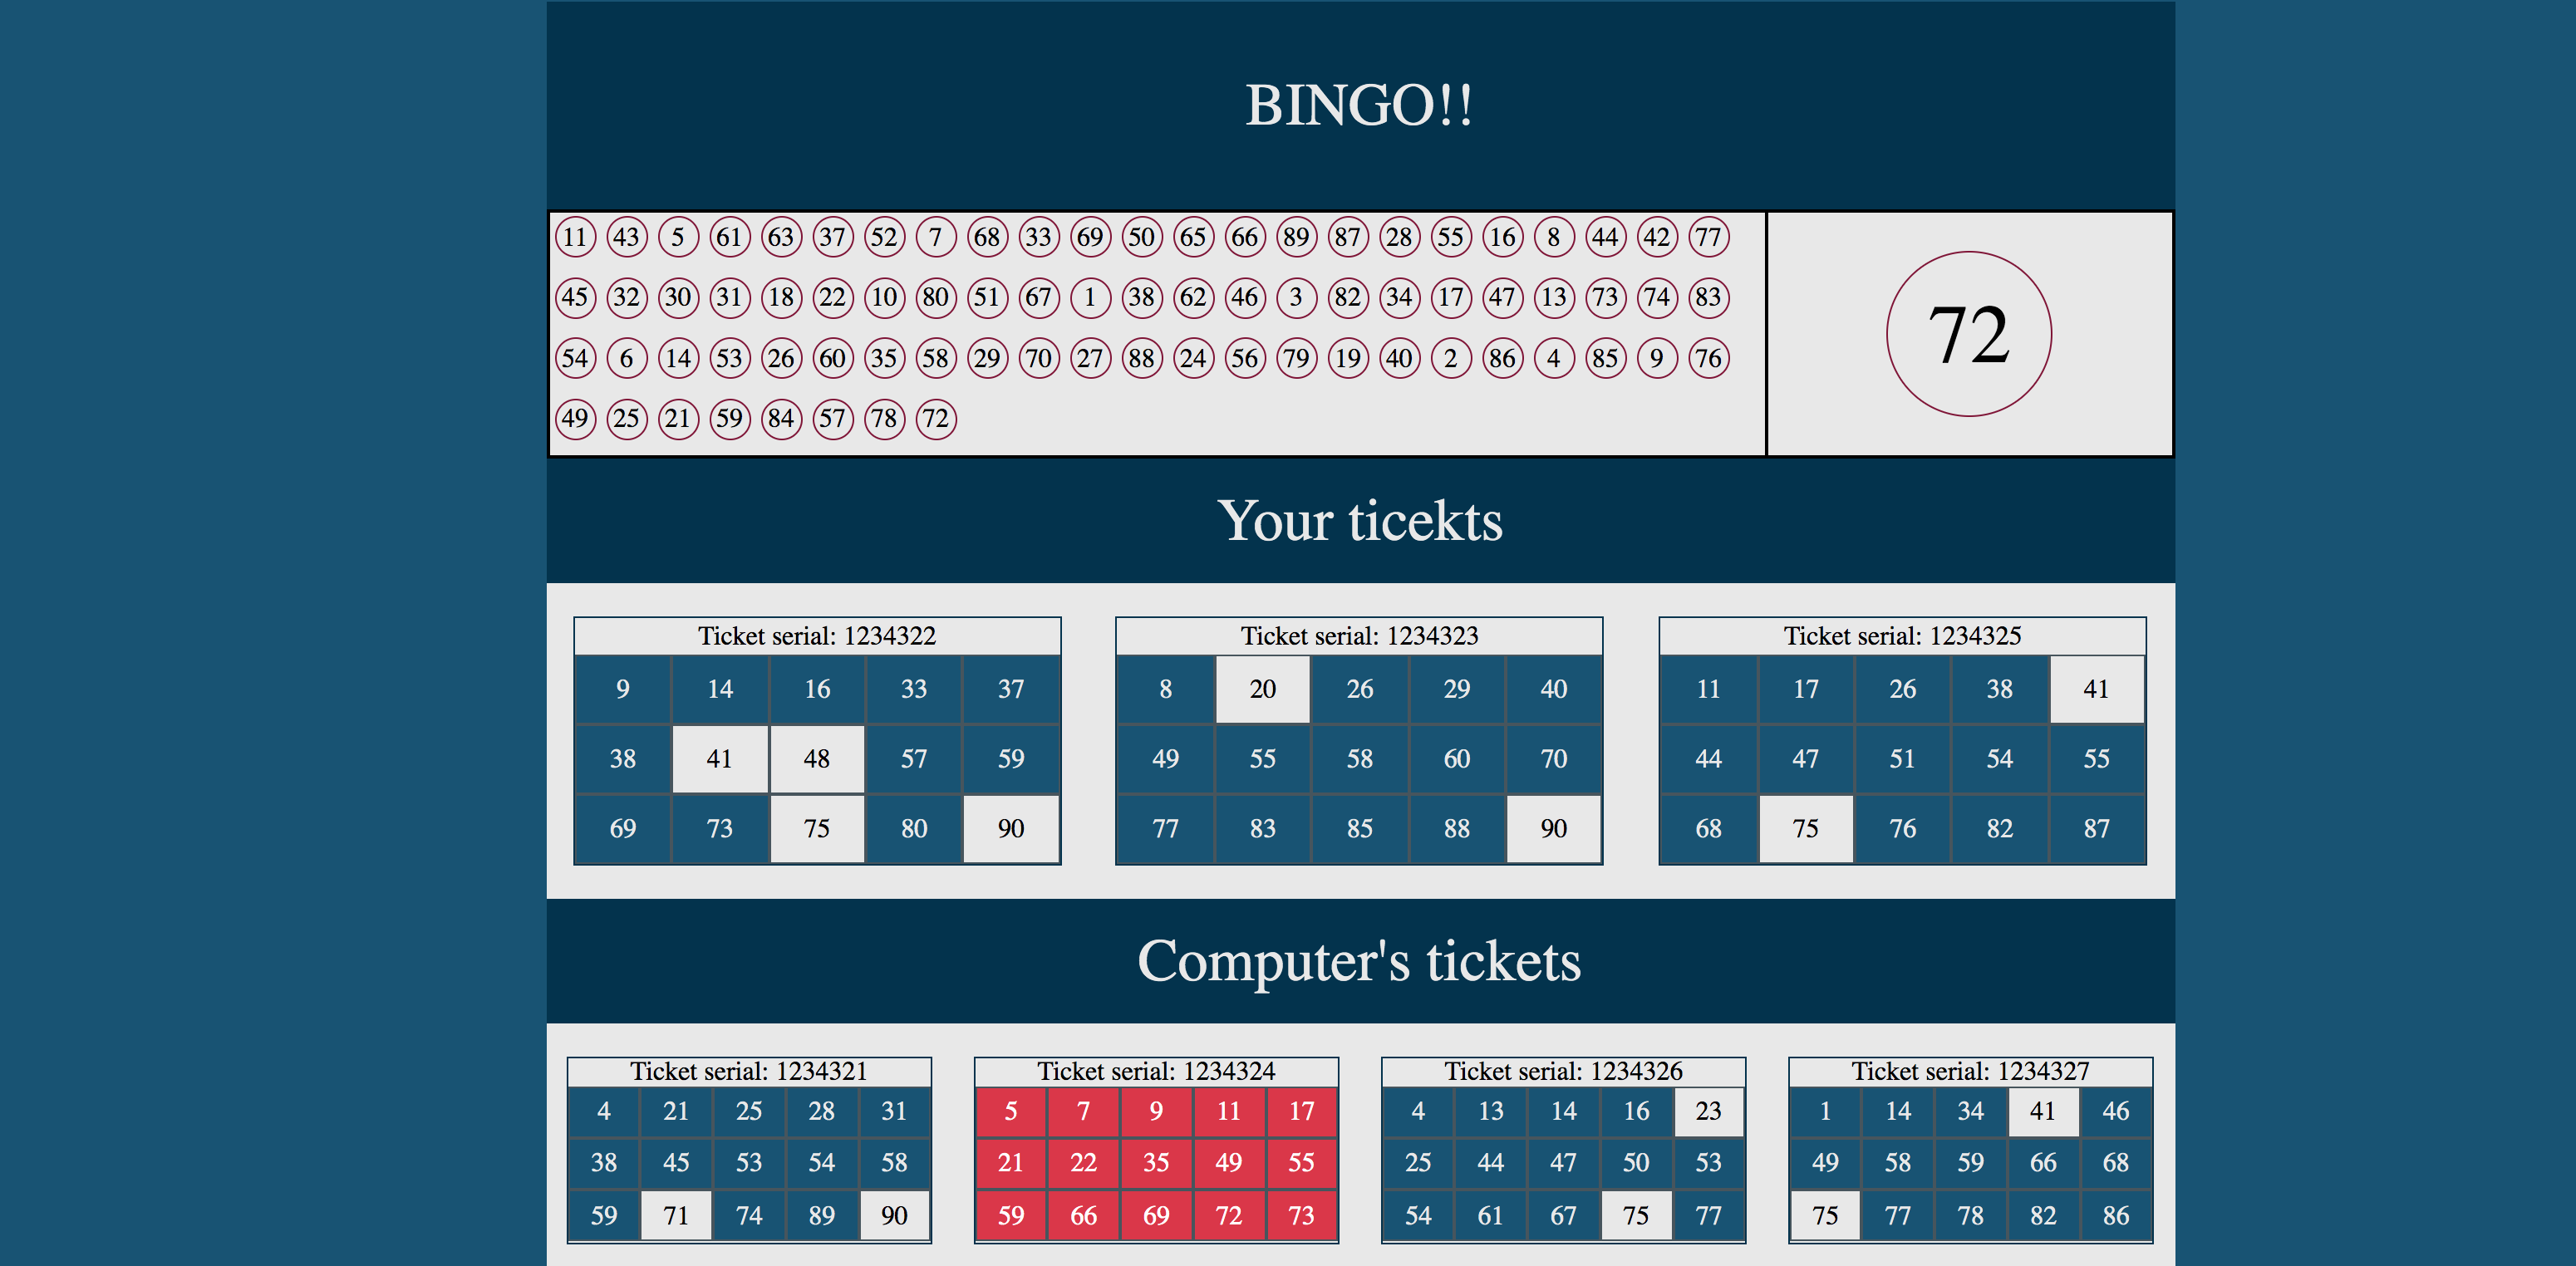 BINGO!!
11 43 5 61 63 37 52 7 68 33 69 50 65 66 89 87 28 55 16 8 44 42 77
45 32 30 31 18 22 10 80 51 67 1 38 62 46 3 82 34 17 47 13 73 74 83
54 6 14 53 26 60 35 58 29 70 27 88 24 56 79 19 40 2 86 4 85 9 76
49 25 21 59 84 57 78 72
72
Your ticekts
Ticket serial: 1234322
9 14 16 33 37
38 41 48 57 59
69 73 75 80 90
Ticket serial: 1234323
8 20 26 29 40
49 55 58 60 70
77 83 85 88 90
Ticket serial: 1234325
11 17 26 38 41
44 47 51 54 55
68 75 76 82 87
Computer's tickets
Ticket serial: 1234321
4 21 25 28 31
38 45 53 54 58
59 71 74 89 90
Ticket serial: 1234324
5 7 9 11 17
21 22 35 49 55
59 66 69 72 73
Ticket serial: 1234326
4 13 14 16 23
25 44 47 50 53
54 61 67 75 77
Ticket serial: 1234327
1 14 34 41 46
49 58 59 66 68
75 77 78 82 86